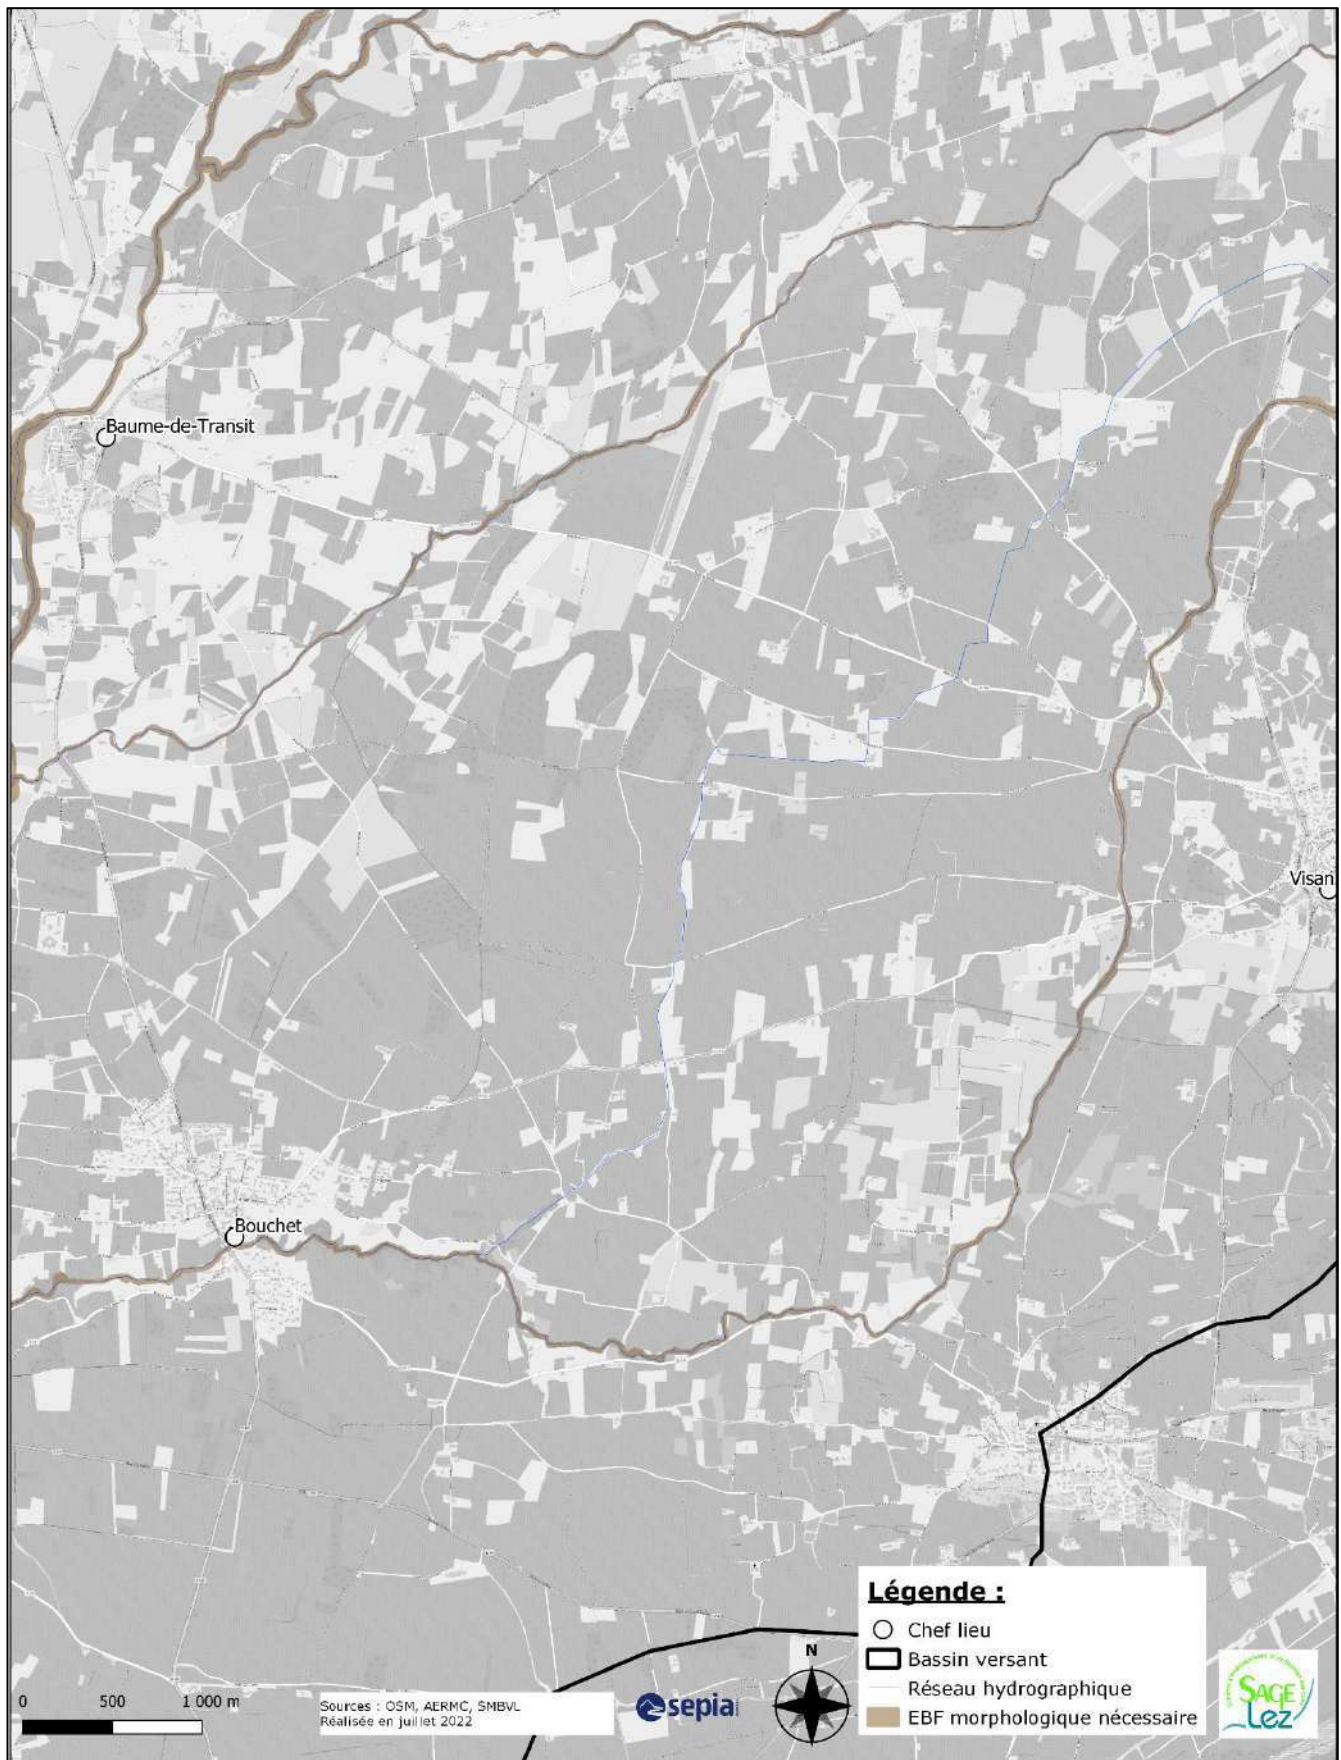 Baume-de-Transit
Visan
Bouchet
Légende :
Chef lieu
Bassin versant
Réseau hydrographique
EBF morphologique nécessaire
N
0 500 1 000 m
Sources : OSM, AERMC, SMBVL
Réalisée en juillet 2022
sepia
SAGE
Lez